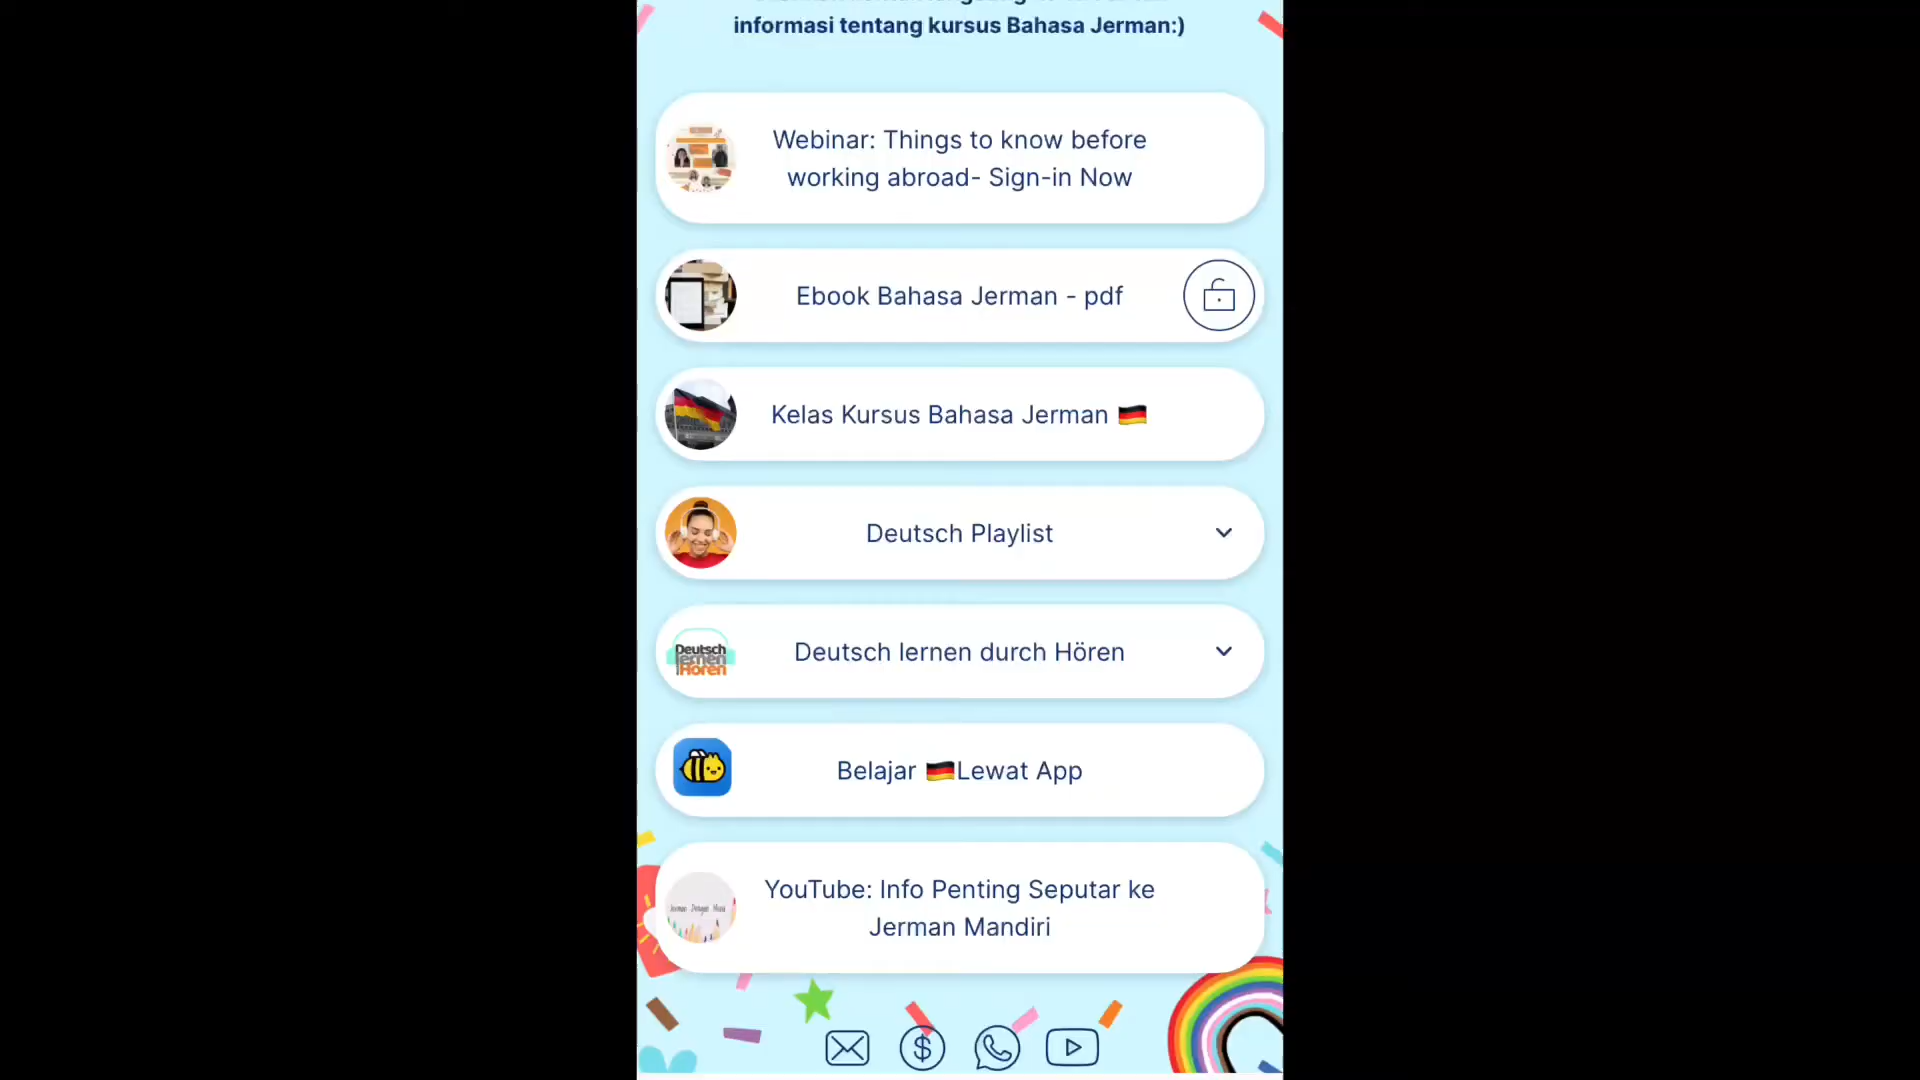 informasi tentang kursus Bahasa Jerman:)
Webinar: Things to know before
working abroad- Sign-in Now
Ebook Bahasa Jerman - pdf
Kelas Kursus Bahasa Jerman 🇩🇪
Deutsch Playlist
Deutsch lernen durch Hören
Deutsch
lernen
Hören
Belajar 🇩🇪Lewat App
YouTube: Info Penting Seputar ke
Jerman Mandiri